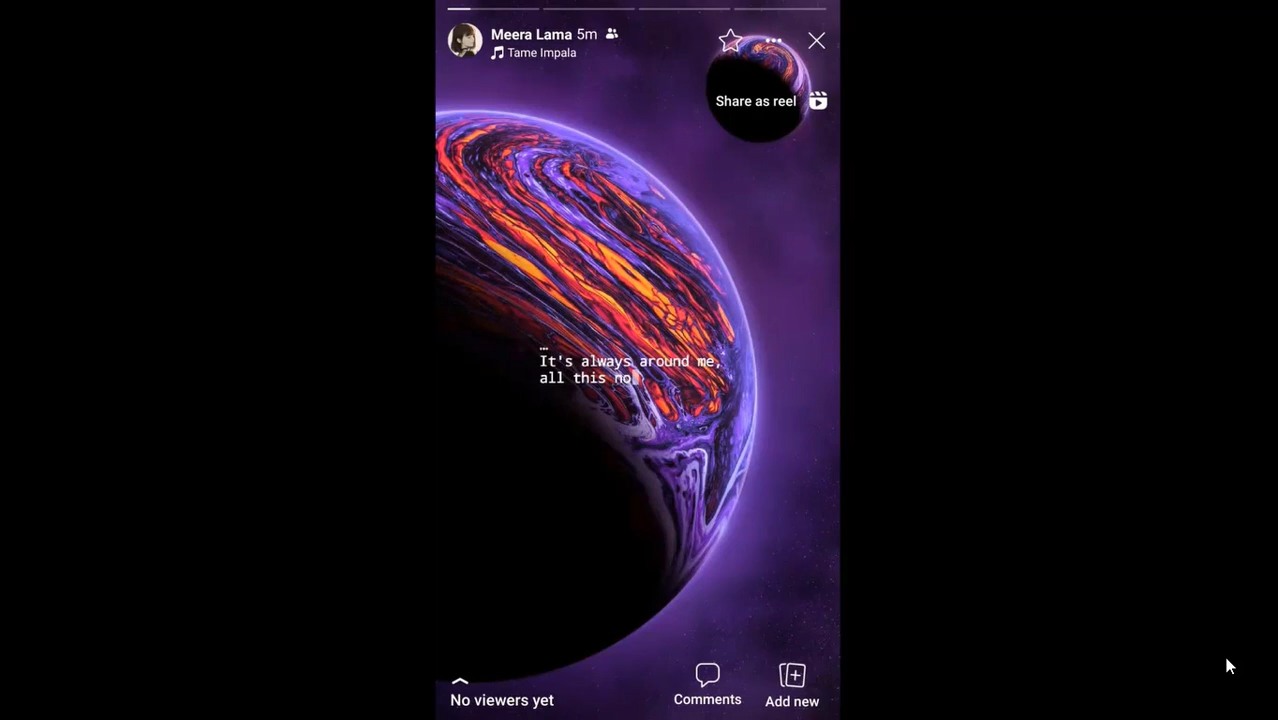 Meera Lama 5m
Tame Impala
Share as reel
...
It's always around me,
all this no
No viewers yet
Comments
Add new